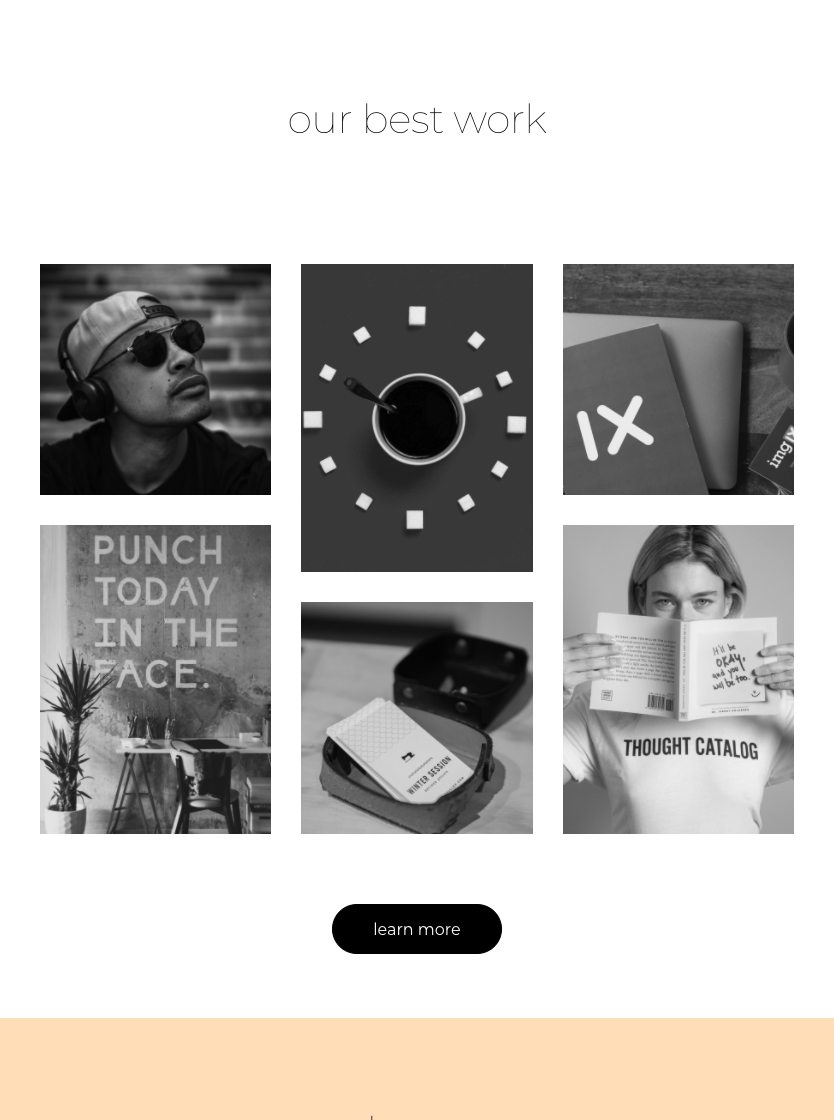 our best work
IX
imgIX
PUNCH
TODAY
IN THE
FACE.
WINTER SESSION
It'll be
okay,
and you
will be too.
THOUGHT CATALOG
learn more